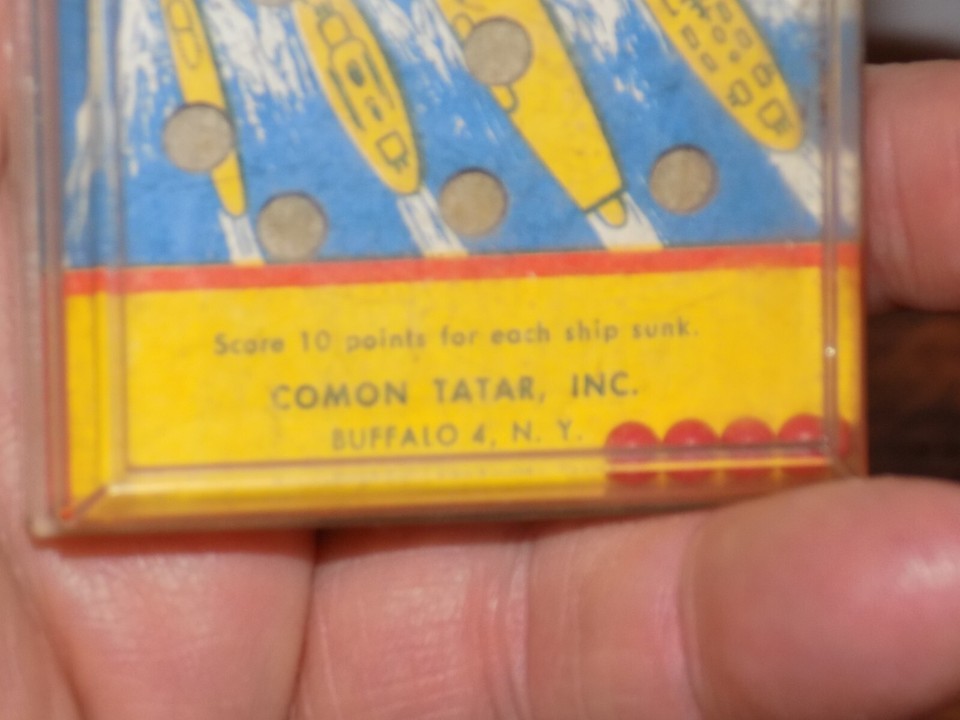 Score 10 points for each ship sunk.
COMON TATAR, INC.
BUFFALO 4, N. Y.